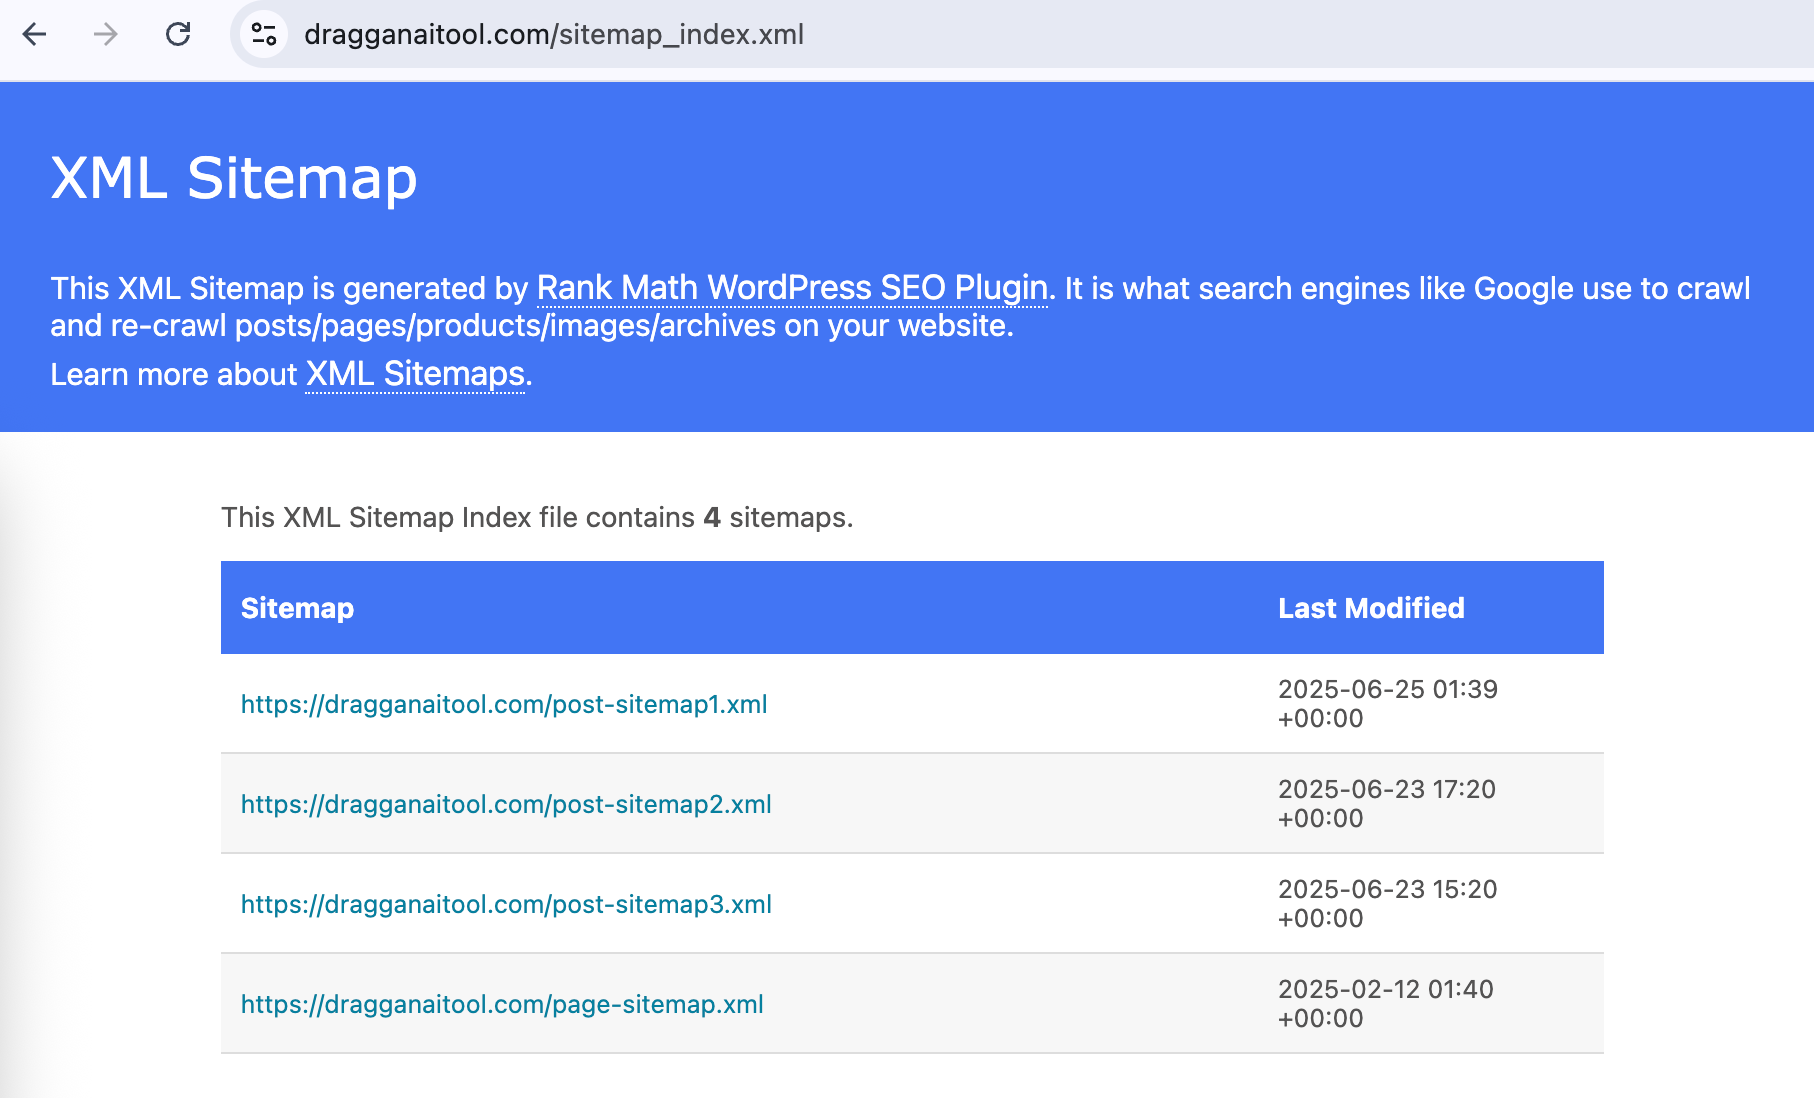 dragganaitool.com/sitemap_index.xml
XML Sitemap
This XML Sitemap is generated by Rank Math WordPress SEO Plugin. It is what search engines like Google use to crawl
and re-crawl posts/pages/products/images/archives on your website.
Learn more about XML Sitemaps.
This XML Sitemap Index file contains 4 sitemaps.
Sitemap Last Modified
https://dragganaitool.com/post-sitemap1.xml 2025-06-25 01:39
+00:00
https://dragganaitool.com/post-sitemap2.xml 2025-06-23 17:20
+00:00
https://dragganaitool.com/post-sitemap3.xml 2025-06-23 15:20
+00:00
https://dragganaitool.com/page-sitemap.xml 2025-02-12 01:40
+00:00